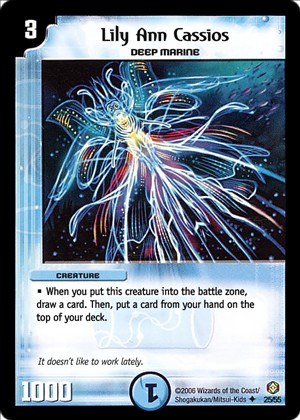 3
Lily Ann Cassios
DEEP MARINE
CREATURE
▪ When you put this creature into the battle zone,
draw a card. Then, put a card from your hand on
the top of your deck.
It doesn't like to work lately.
1000
©2006 Wizards of the Coast/
Shogakukan/Mitsui-Kids ♦ 25/55